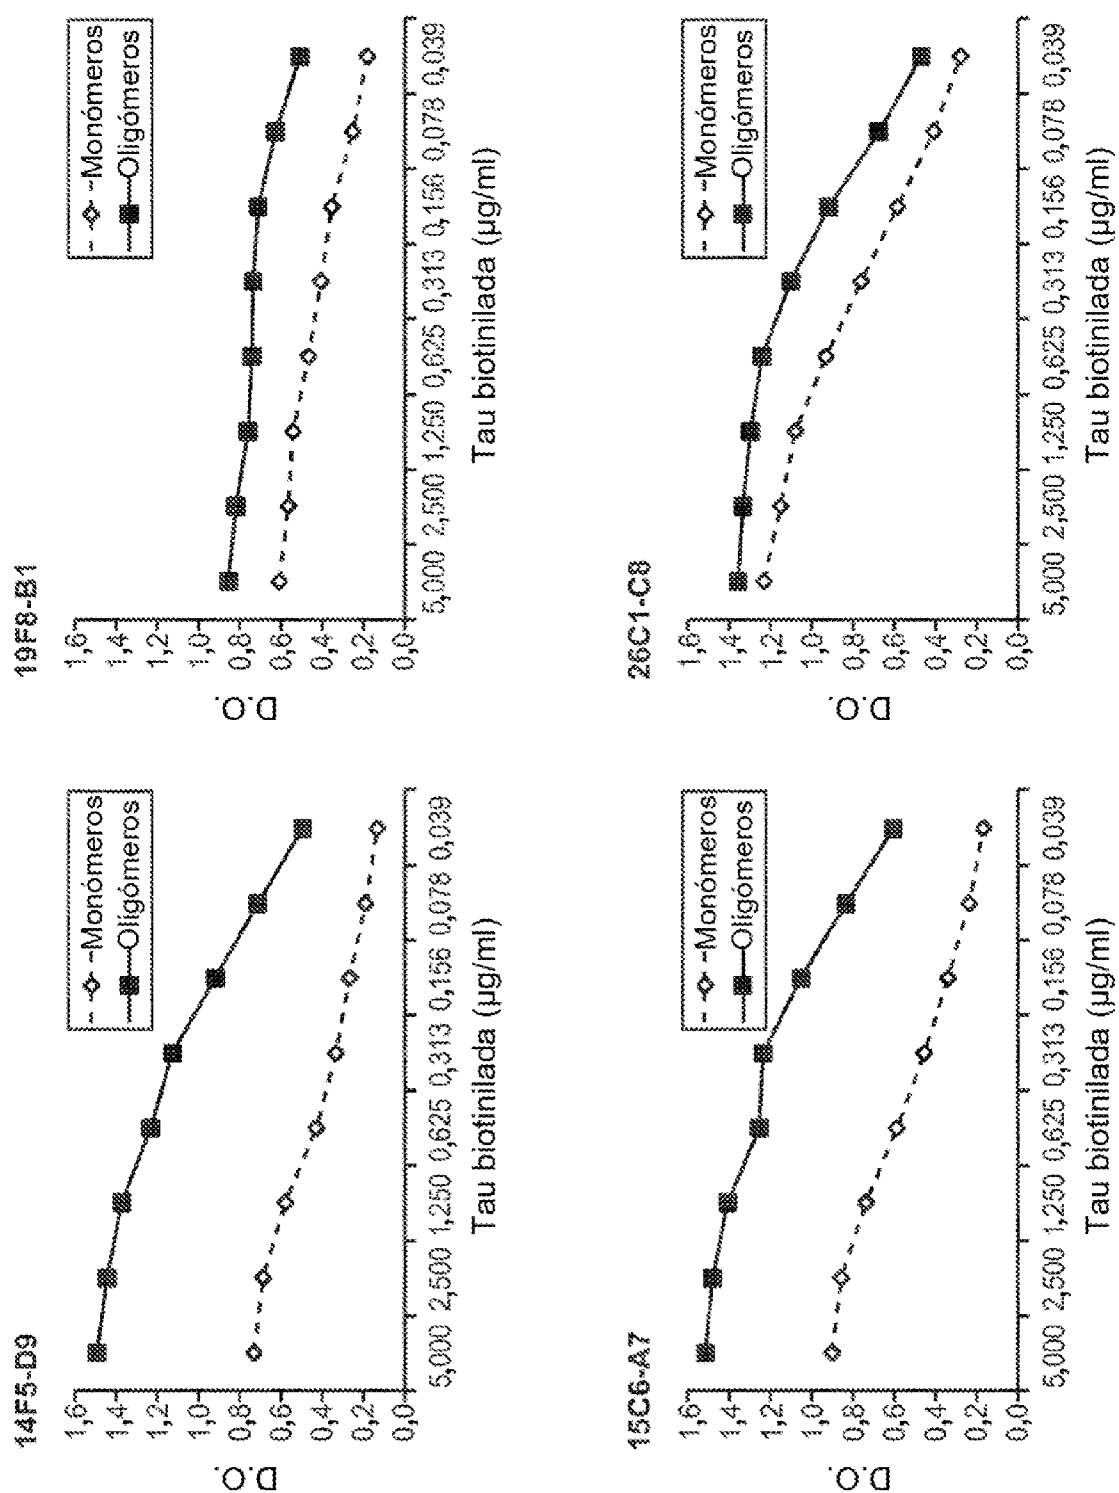 14F5-D9
D.O.
1,6
1,4
1,2
1,0
0,8
0,6
0,4
0,2
0,0
Monómeros
Oligómeros
5,000 2,500 1,250 0,625 0,313 0,156 0,078 0,039
Tau biotinilada (µg/ml)
19F8-B1
D.O.
1,6
1,4
1,2
1,0
0,8
0,6
0,4
0,2
0,0
Monómeros
Oligómeros
5,000 2,500 1,250 0,625 0,313 0,156 0,078 0,039
Tau biotinilada (µg/ml)
15C6-A7
D.O.
1,6
1,4
1,2
1,0
0,8
0,6
0,4
0,2
0,0
Monómeros
Oligómeros
5,000 2,500 1,250 0,625 0,313 0,156 0,078 0,039
Tau biotinilada (µg/ml)
26C1-C8
D.O.
1,6
1,4
1,2
1,0
0,8
0,6
0,4
0,2
0,0
Monómeros
Oligómeros
5,000 2,500 1,250 0,625 0,313 0,156 0,078 0,039
Tau biotinilada (µg/ml)